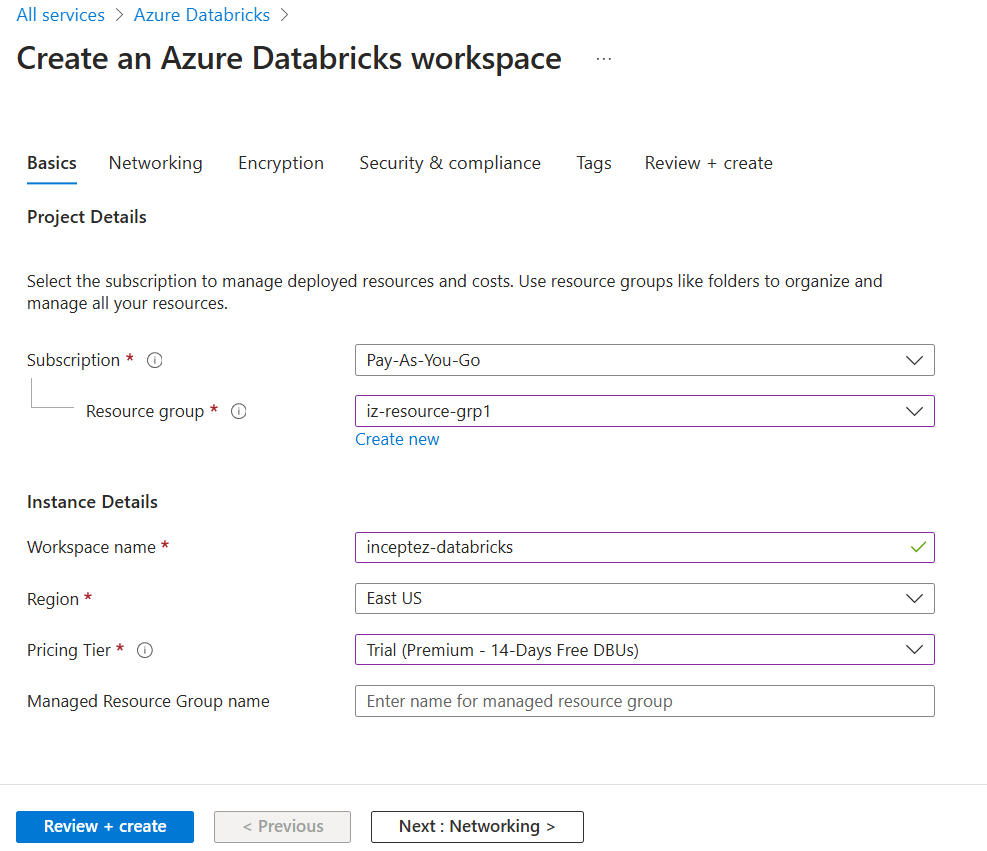 All services > Azure Databricks >
Create an Azure Databricks workspace ...
Basics Networking Encryption Security & compliance Tags Review + create
Project Details
Select the subscription to manage deployed resources and costs. Use resource groups like folders to organize and
manage all your resources.
Subscription * Pay-As-You-Go
Resource group * iz-resource-grp1
Create new
Instance Details
Workspace name * inceptez-databricks
Region * East US
Pricing Tier * Trial (Premium - 14-Days Free DBUs)
Managed Resource Group name Enter name for managed resource group
Review + create < Previous Next : Networking >